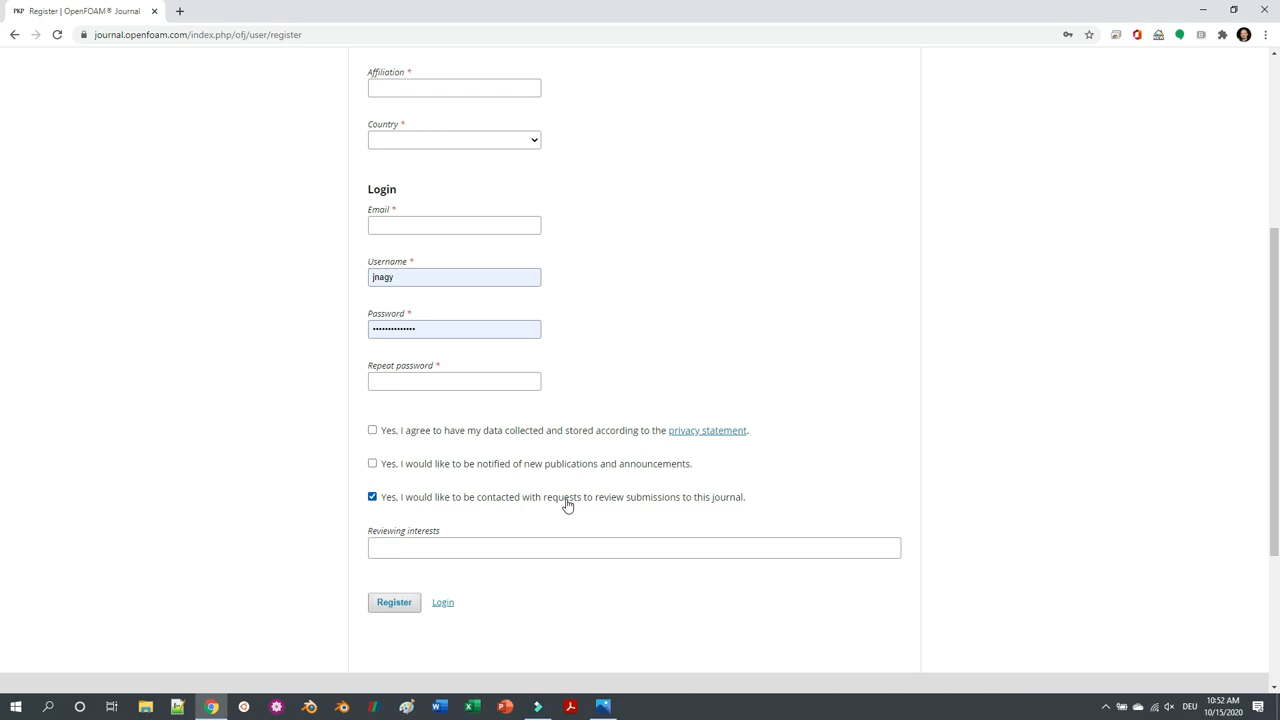 PKP Register | OpenFOAM® Journal
journal.openfoam.com/index.php/ofj/user/register
Affiliation *
Country *
Login
Email *
Username *
jnagy
Password *
••••••••••••••
Repeat password *
Yes, I agree to have my data collected and stored according to the privacy statement.
Yes, I would like to be notified of new publications and announcements.
Yes, I would like to be contacted with requests to review submissions to this journal.
Reviewing interests
Register Login
DEU
10:52 AM
10/15/2020